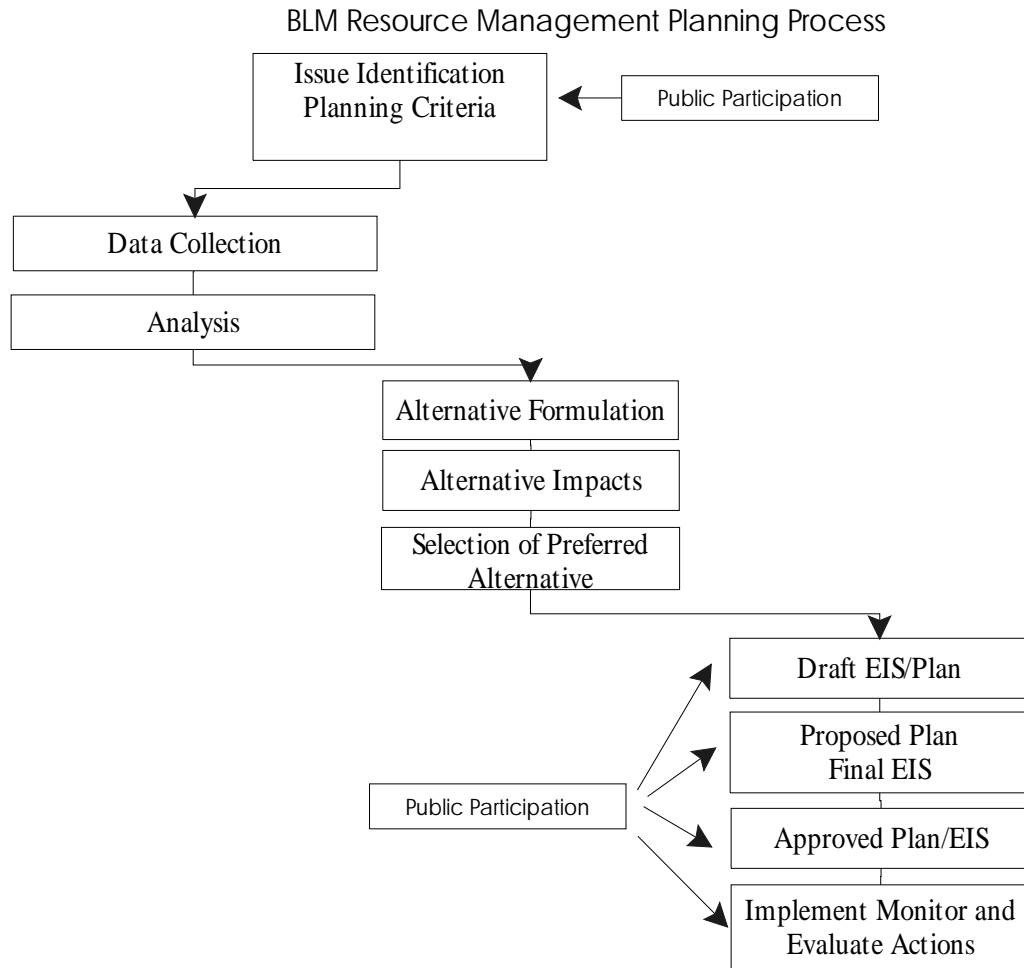 BLM Resource Management Planning Process
Issue Identification
Planning Criteria
Public Participation
Data Collection
Analysis
Alternative Formulation
Alternative Impacts
Selection of Preferred
Alternative
Draft EIS/Plan
Proposed Plan
Final EIS
Public Participation
Approved Plan/EIS
Implement Monitor and
Evaluate Actions